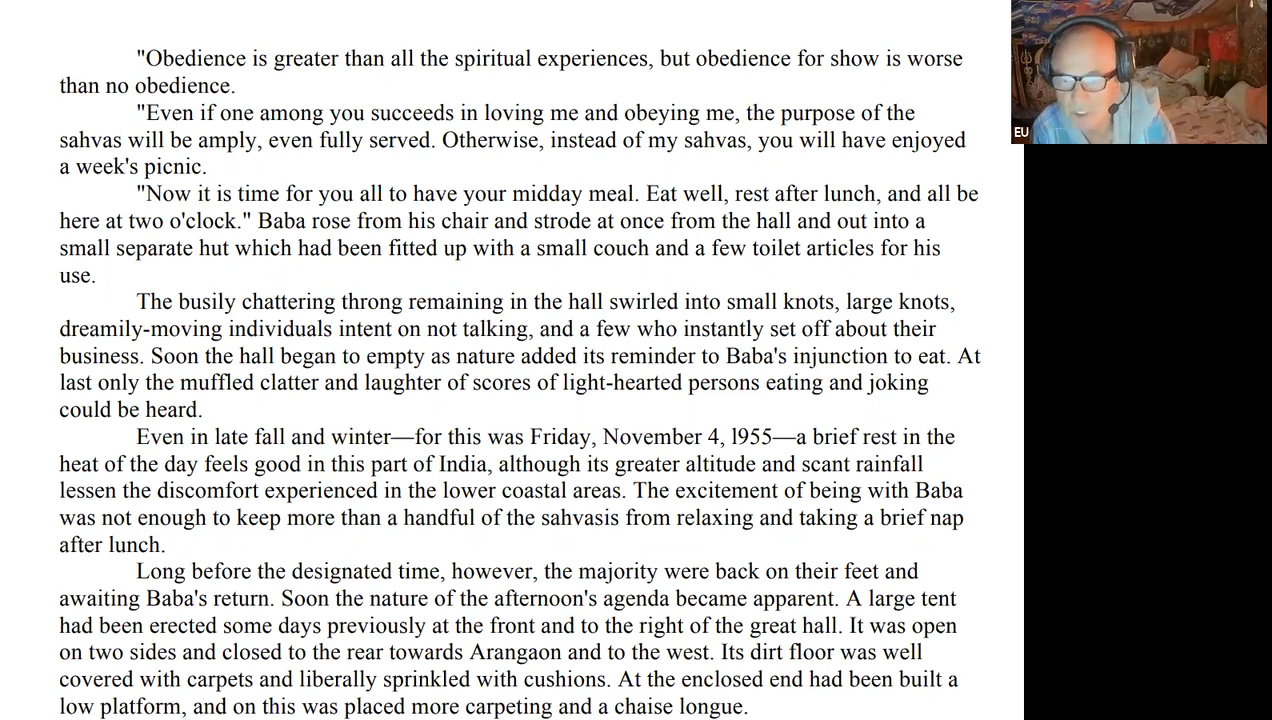 "Obedience is greater than all the spiritual experiences, but obedience for show is worse
than no obedience.
"Even if one among you succeeds in loving me and obeying me, the purpose of the
sahvas will be amply, even fully served. Otherwise, instead of my sahvas, you will have enjoyed
a week's picnic.
"Now it is time for you all to have your midday meal. Eat well, rest after lunch, and all be
here at two o'clock." Baba rose from his chair and strode at once from the hall and out into a
small separate hut which had been fitted up with a small couch and a few toilet articles for his
use.
The busily chattering throng remaining in the hall swirled into small knots, large knots,
dreamily-moving individuals intent on not talking, and a few who instantly set off about their
business. Soon the hall began to empty as nature added its reminder to Baba's injunction to eat. At
last only the muffled clatter and laughter of scores of light-hearted persons eating and joking
could be heard.
Even in late fall and winter—for this was Friday, November 4, l955—a brief rest in the
heat of the day feels good in this part of India, although its greater altitude and scant rainfall
lessen the discomfort experienced in the lower coastal areas. The excitement of being with Baba
was not enough to keep more than a handful of the sahvasis from relaxing and taking a brief nap
after lunch.
Long before the designated time, however, the majority were back on their feet and
awaiting Baba's return. Soon the nature of the afternoon's agenda became apparent. A large tent
had been erected some days previously at the front and to the right of the great hall. It was open
on two sides and closed to the rear towards Arangaon and to the west. Its dirt floor was well
covered with carpets and liberally sprinkled with cushions. At the enclosed end had been built a
low platform, and on this was placed more carpeting and a chaise longue.
EU